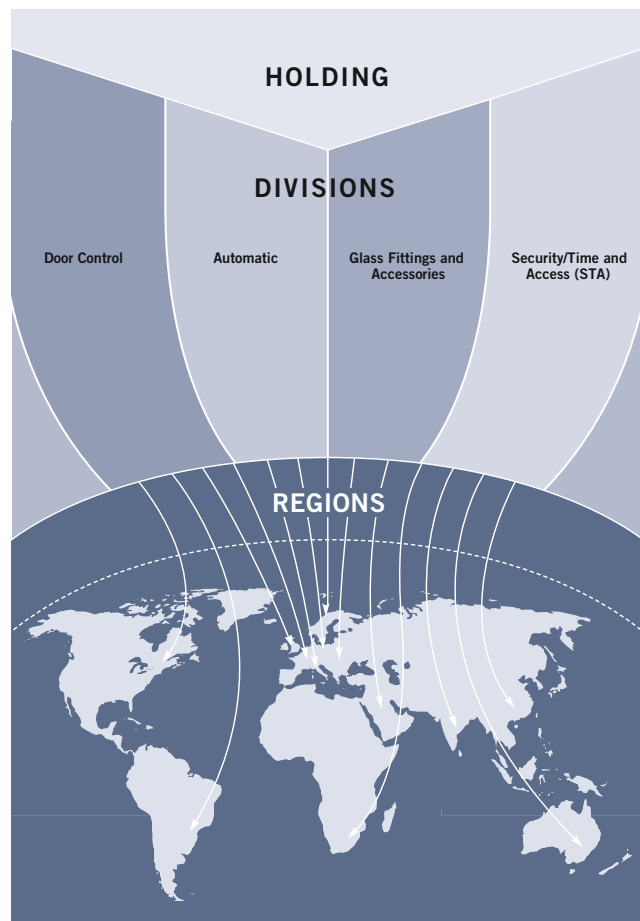 HOLDING
DIVISIONS
Door Control
Automatic
Glass Fittings and
Accessories
Security/Time and
Access (STA)
REGIONS